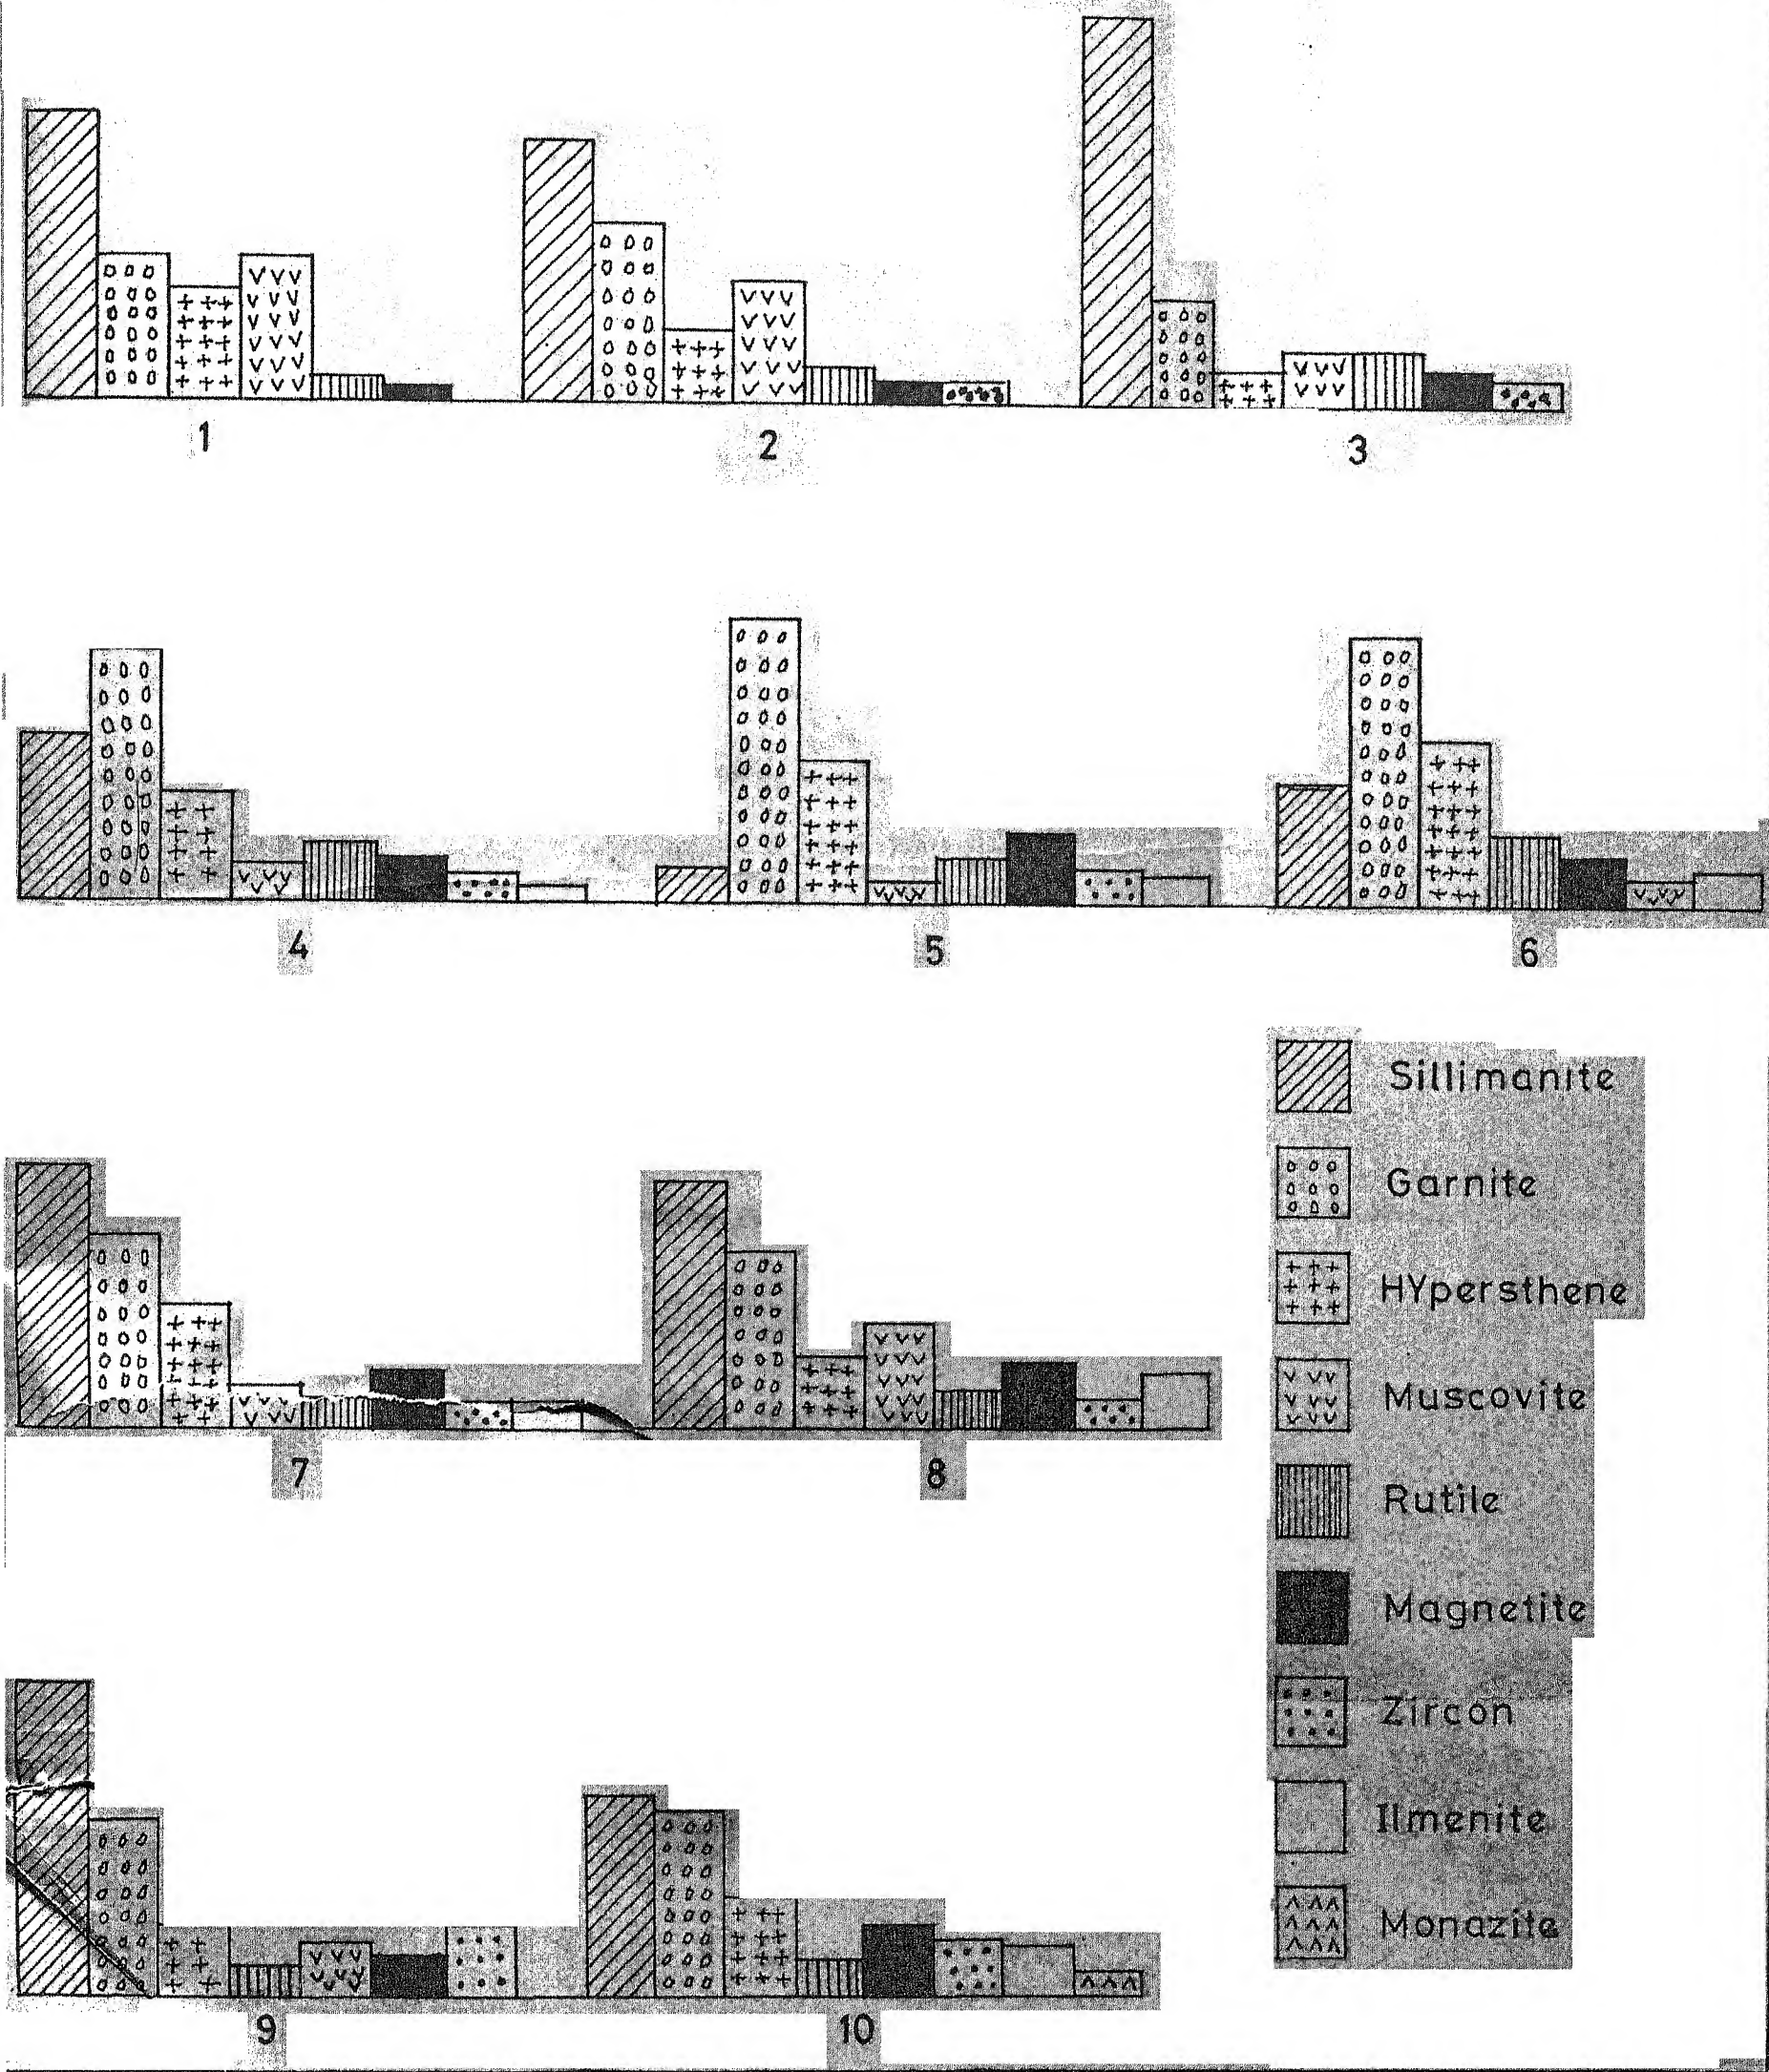 1
2
3
4
5
6
Sillimanite
Garnite
HYpersthene
Muscovite
Rutile
Magnetite
Zircon
Ilmenite
Monazite
7
8
9
10